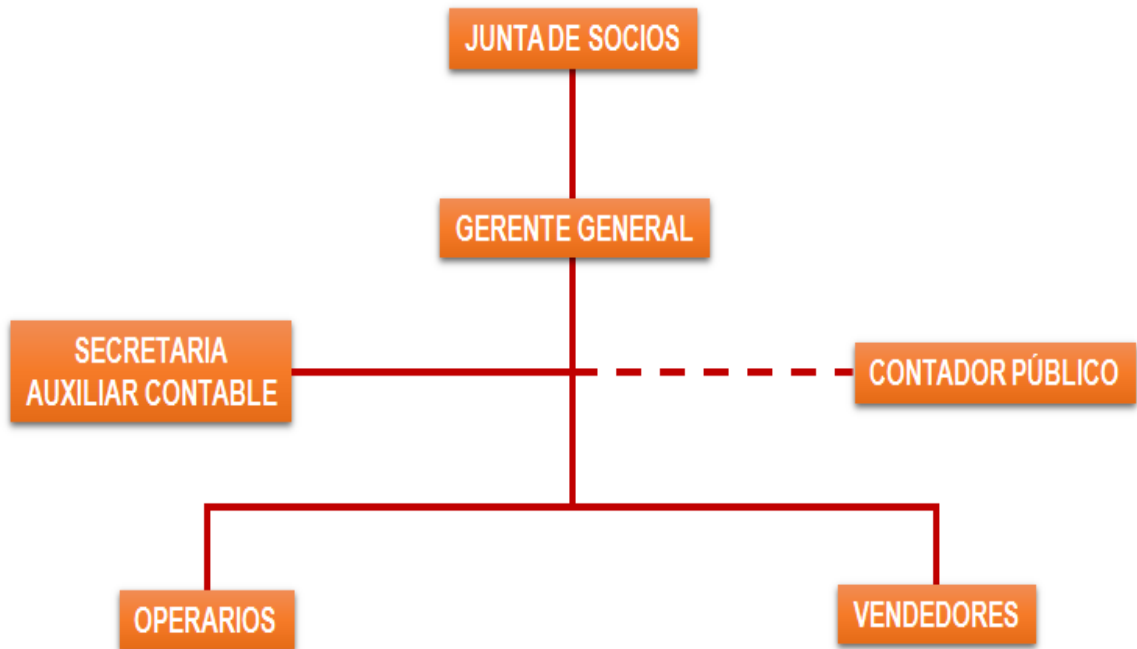 JUNTA DE SOCIOS
GERENTE GENERAL
SECRETARIA
AUXILIAR CONTABLE
CONTADOR PÚBLICO
OPERARIOS
VENDEDORES